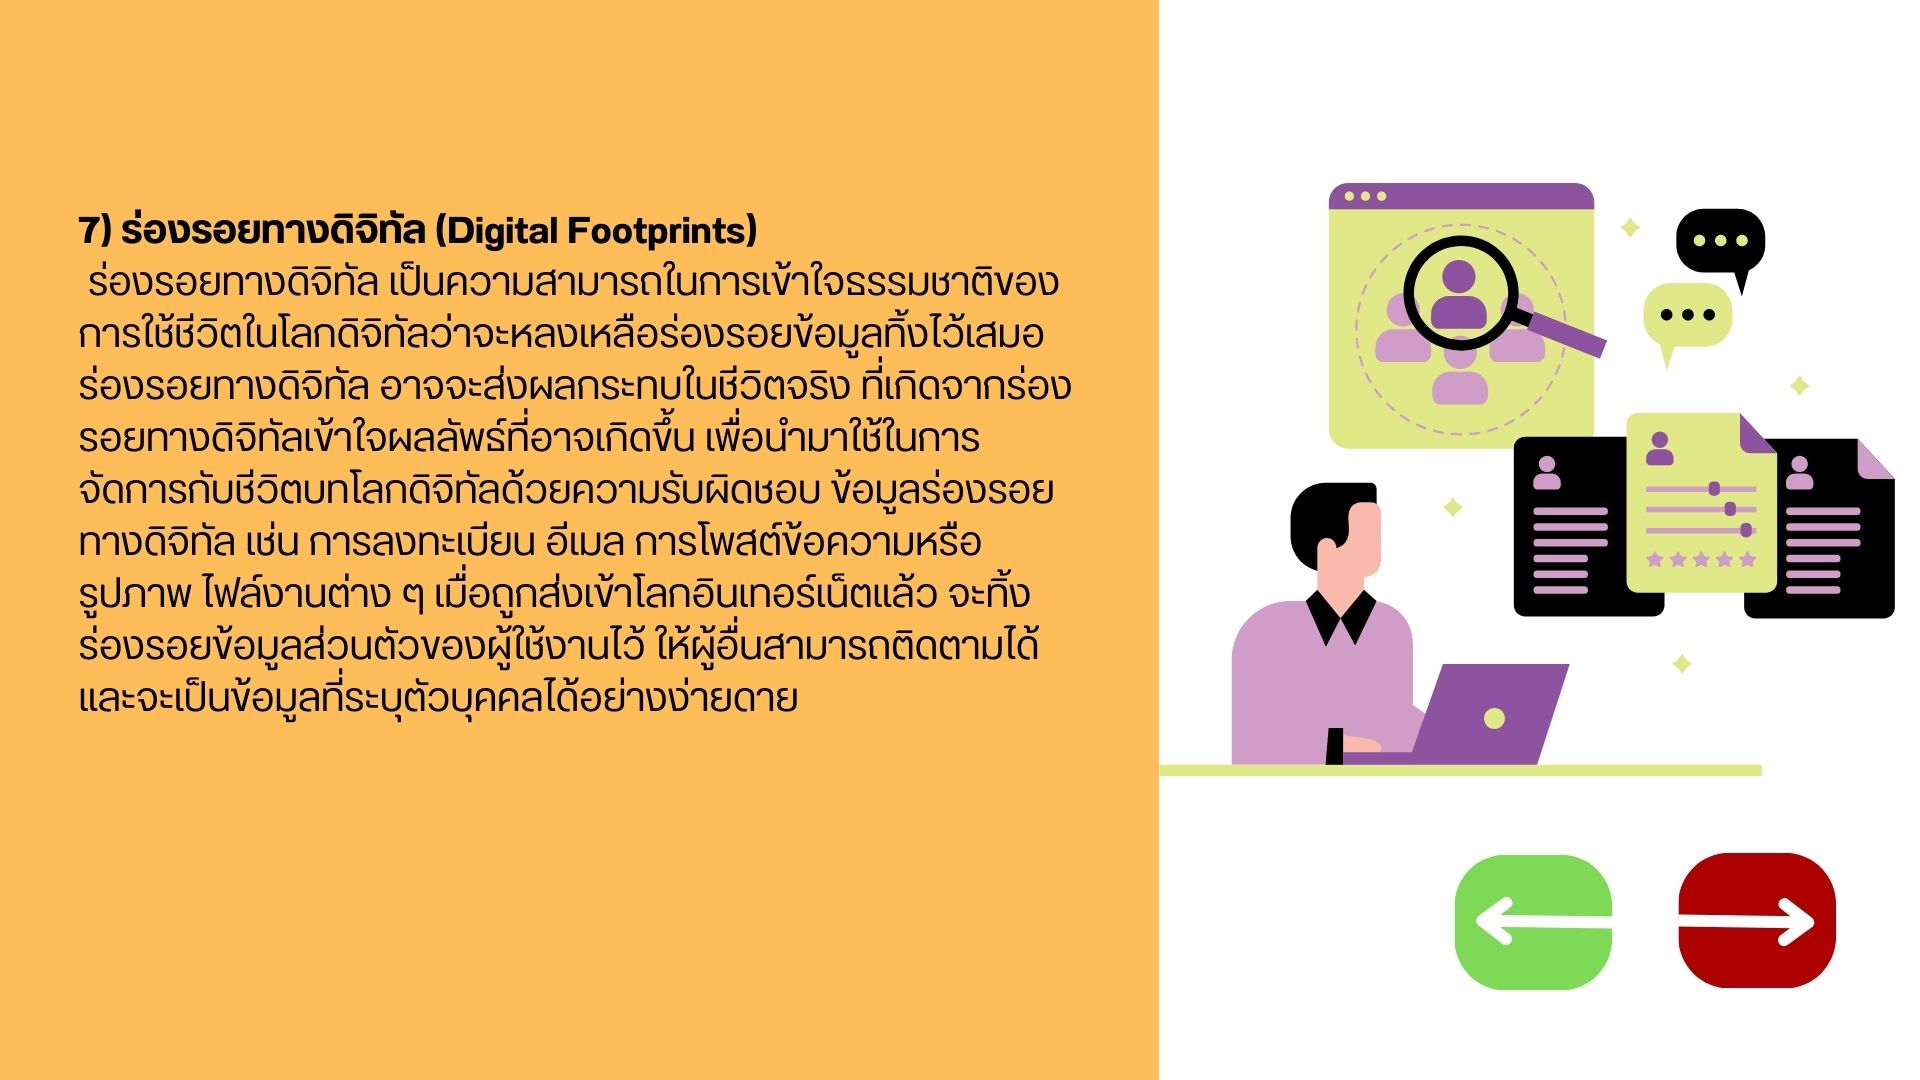 7) ร่องรอยทางดิจิทัล (Digital Footprints)
ร่องรอยทางดิจิทัล เป็นความสามารถในการเข้าใจธรรมชาติของ
การใช้ชีวิตในโลกดิจิทัลว่าจะหลงเหลือร่องรอยข้อมูลทิ้งไว้เสมอ
ร่องรอยทางดิจิทัล อาจจะส่งผลกระทบในชีวิตจริง ที่เกิดจากร่อง
รอยทางดิจิทัลเข้าใจผลลัพธ์ที่อาจเกิดขึ้น เพื่อนำมาใช้ในการ
จัดการกับชีวิตบทโลกดิจิทัลด้วยความรับผิดชอบ ข้อมูลร่องรอย
ทางดิจิทัล เช่น การลงทะเบียน อีเมล การโพสต์ข้อความหรือ
รูปภาพ ไฟล์งานต่าง ๆ เมื่อถูกส่งเข้าโลกอินเทอร์เน็ตแล้ว จะทิ้ง
ร่องรอยข้อมูลส่วนตัวของผู้ใช้งานไว้ ให้ผู้อื่นสามารถติดตามได้
และจะเป็นข้อมูลที่ระบุตัวบุคคลได้อย่างง่ายดาย